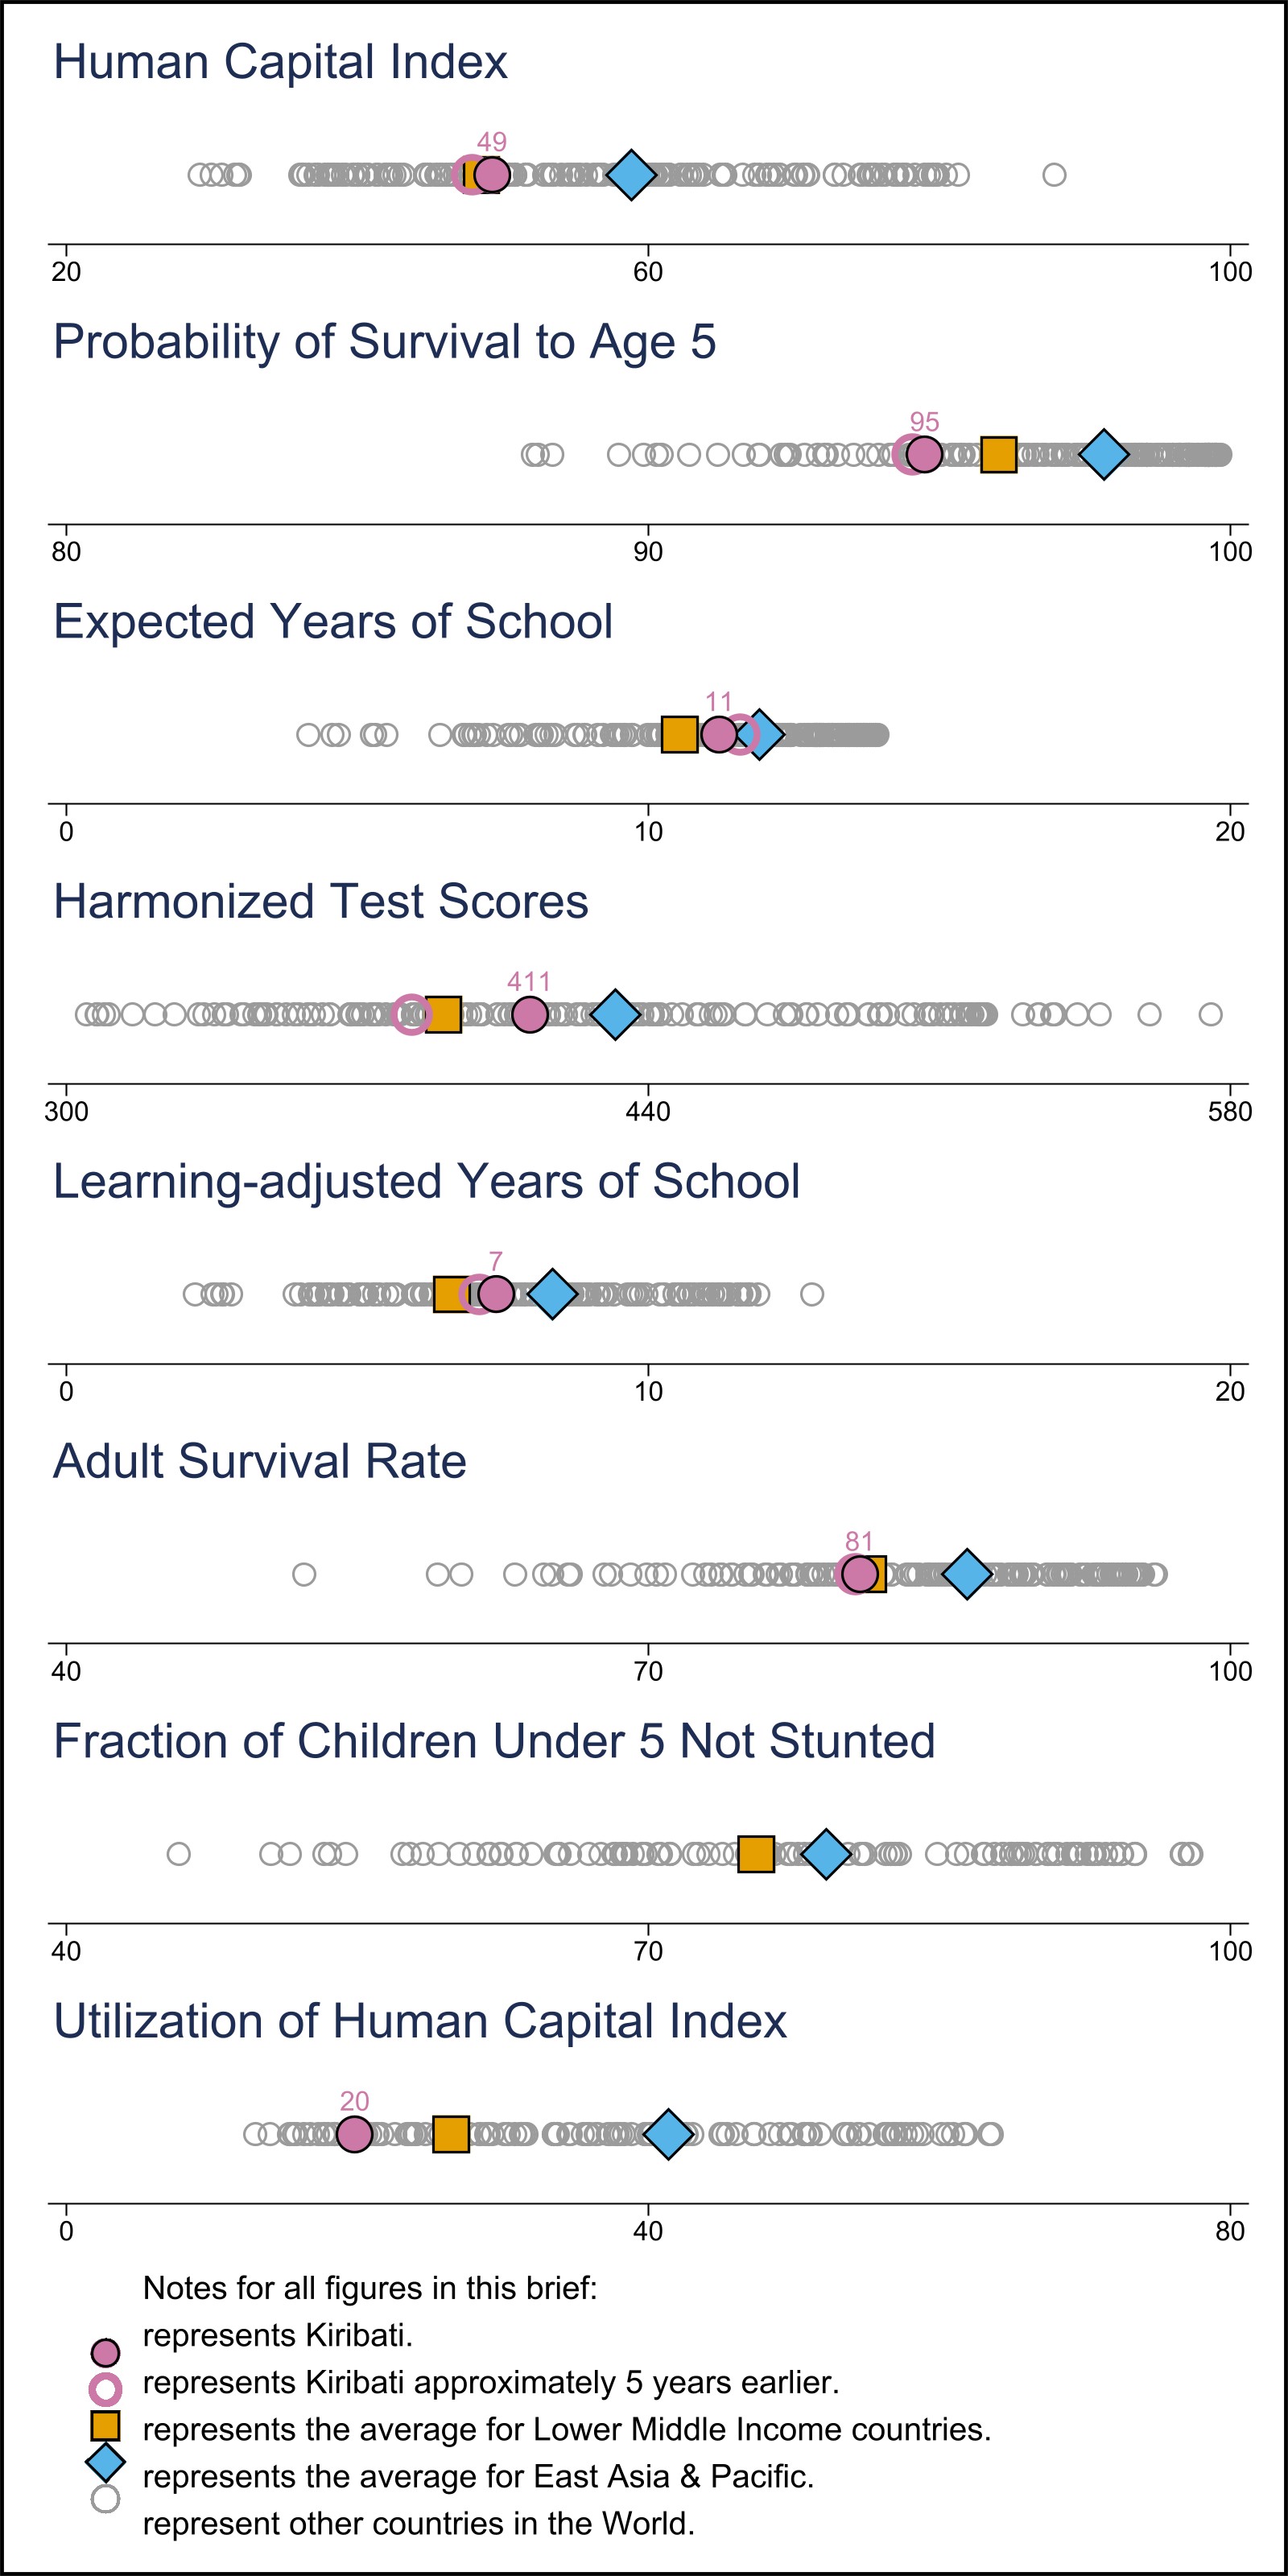 Human Capital Index
49
20 60 100
Probability of Survival to Age 5
95
80 90 100
Expected Years of School
11
0 10 20
Harmonized Test Scores
411
300 440 580
Learning-adjusted Years of School
7
0 10 20
Adult Survival Rate
81
40 70 100
Fraction of Children Under 5 Not Stunted
40 70 100
Utilization of Human Capital Index
20
0 40 80
Notes for all figures in this brief:
represents Kiribati.
represents Kiribati approximately 5 years earlier.
represents the average for Lower Middle Income countries.
represents the average for East Asia & Pacific.
represent other countries in the World.